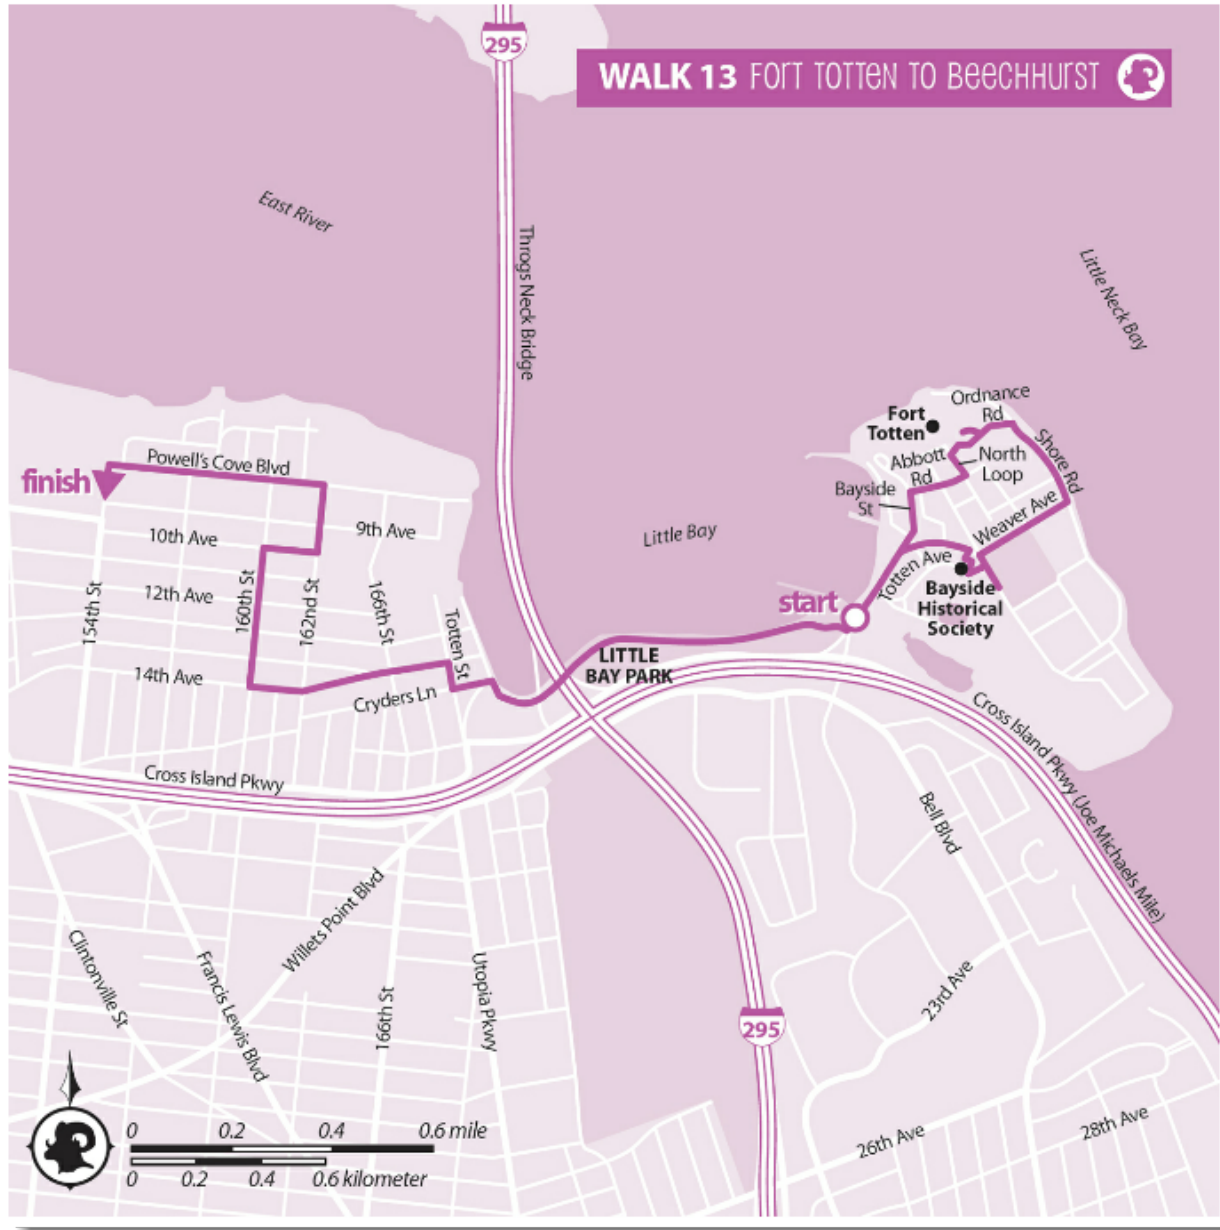 295
WALK 13 FORT TOTTEN TO BEECHHURST
East River
Throgs Neck Bridge
Little Neck Bay
Ordnance
Rd
Fort
Totten
Shore Rd
Abbott
Rd
North
Loop
Bayside
St
Weaver Ave
Powell's Cove Blvd
finish
10th Ave
9th Ave
Little Bay
Totten Ave
Bayside
Historical
Society
start
12th Ave
154th St
160th St
162nd St
166th St
Totten St
LITTLE
BAY PARK
14th Ave
Cryders Ln
Cross Island Pkwy
Cross Island Pkwy (Joe Michaels Mile)
Bell Blvd
Willets Point Blvd
Clintonville St
Francis Lewis Blvd
166th St
Utopia Pkwy
23rd Ave
295
26th Ave
28th Ave
0 0.2 0.4 0.6 mile
0 0.2 0.4 0.6 kilometer